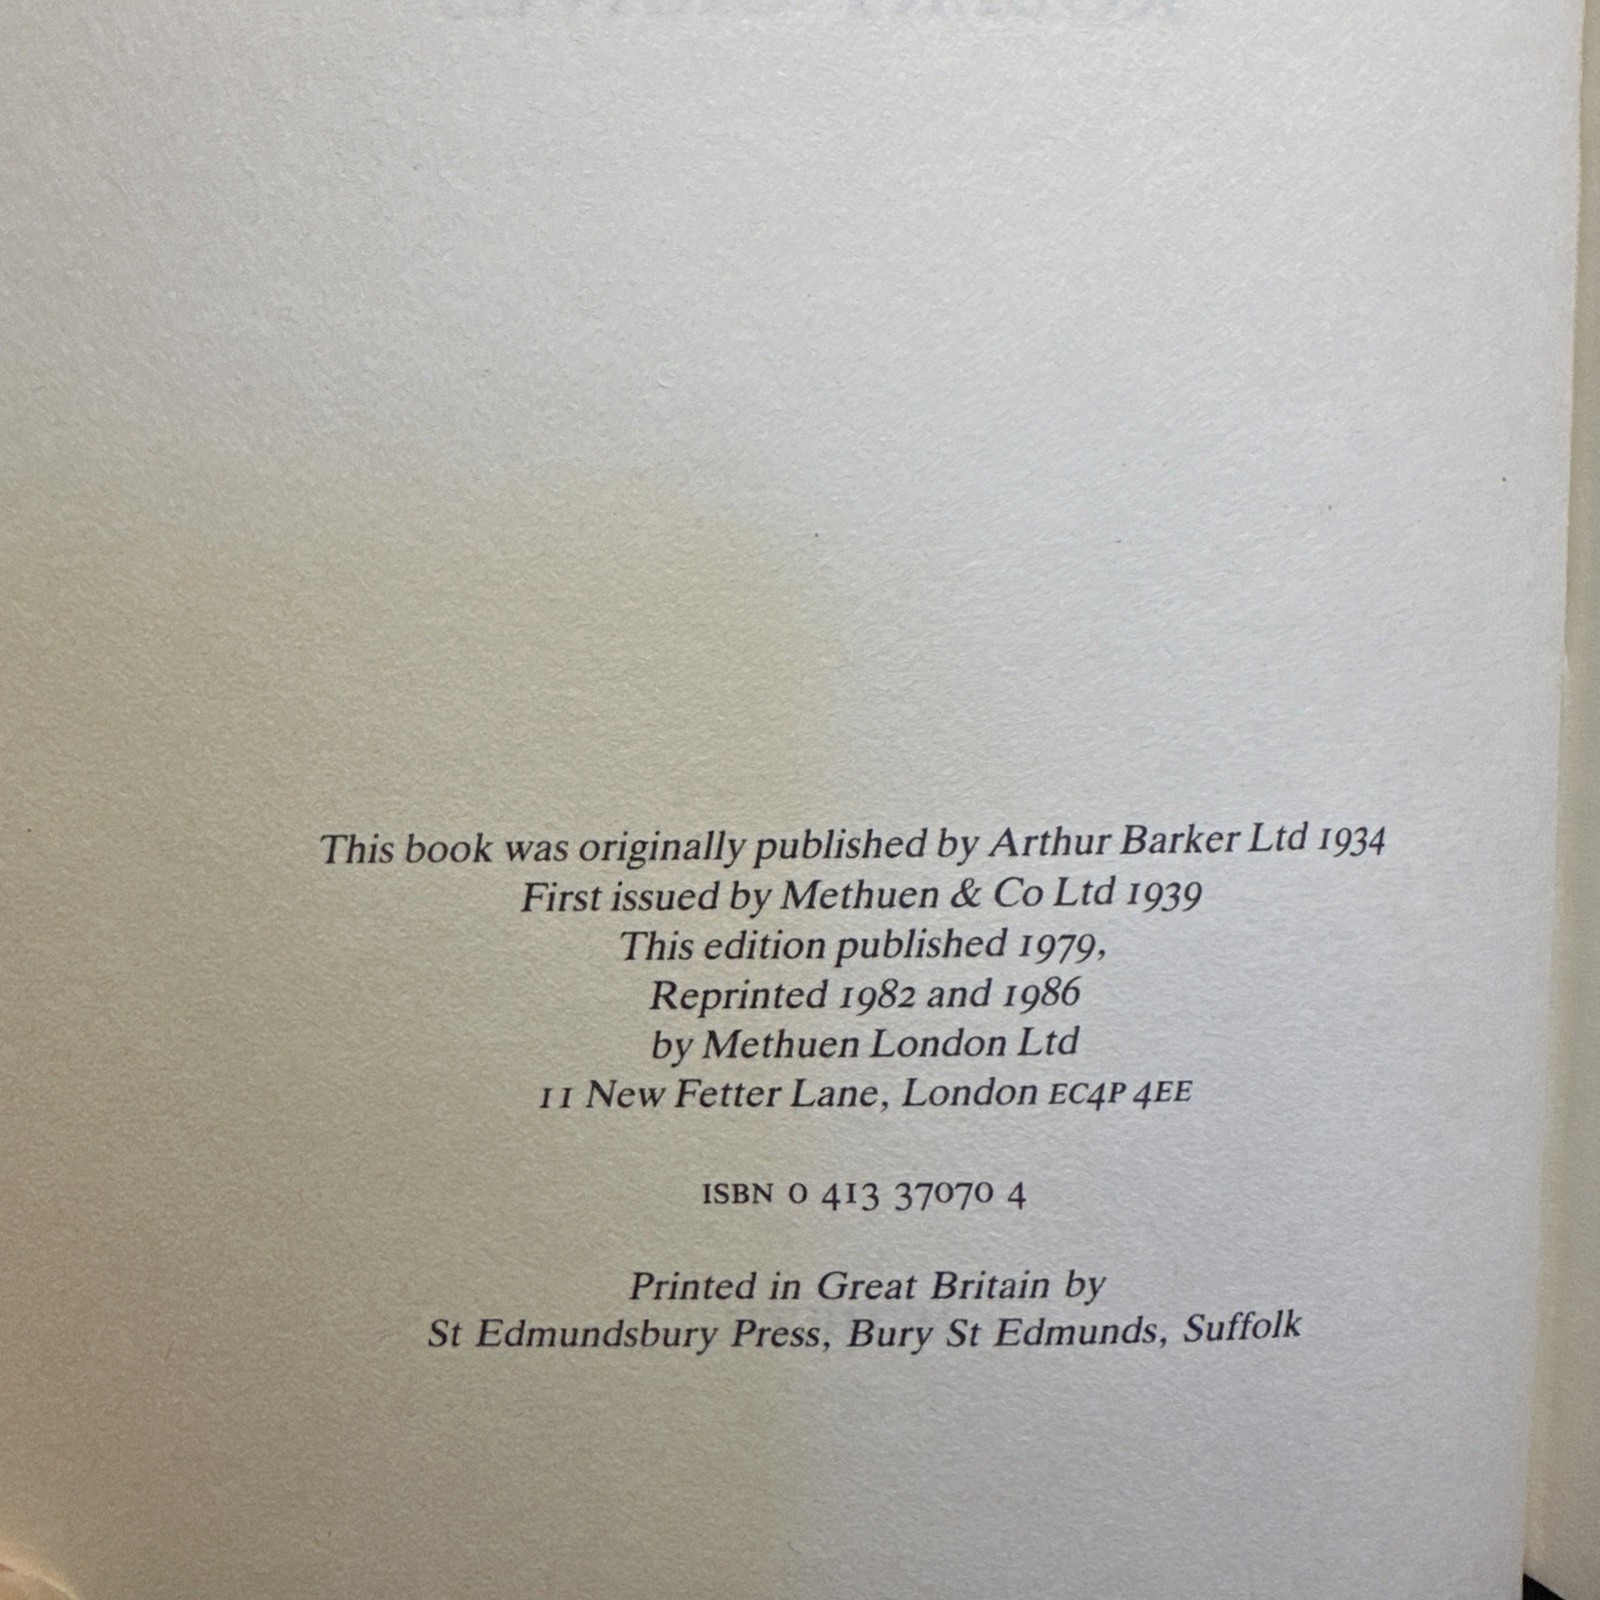 This book was originally published by Arthur Barker Ltd 1934
First issued by Methuen & Co Ltd 1939
This edition published 1979,
Reprinted 1982 and 1986
by Methuen London Ltd
11 New Fetter Lane, London EC4P 4EE
ISBN 0 413 37070 4
Printed in Great Britain by
St Edmundsbury Press, Bury St Edmunds, Suffolk